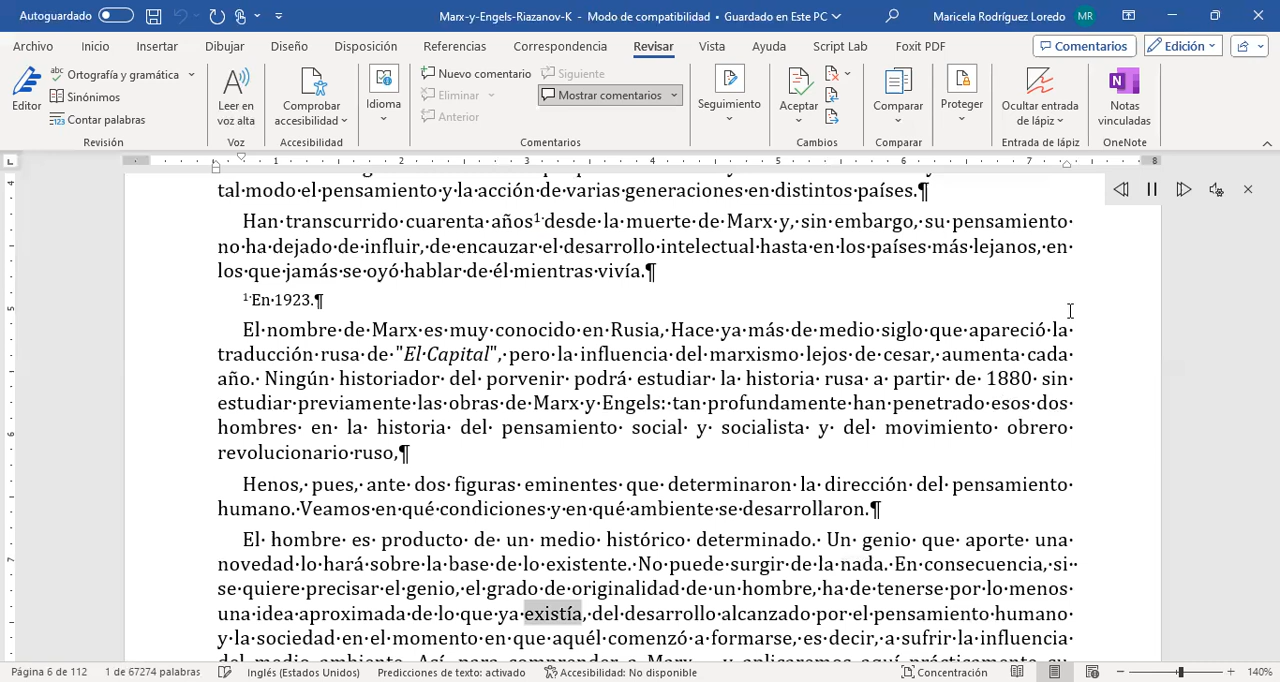 Autoguardado
Marx-y-Engels-Riazanov-K - Modo de compatibilidad • Guardado en Este PC
Maricela Rodríguez Loredo MR
Archivo Inicio Insertar Dibujar Diseño Disposición Referencias Correspondencia Revisar Vista Ayuda Script Lab Foxit PDF Comentarios Edición
Editor
Ortografía y gramática
Sinónimos
Contar palabras
Revisión
Leer en voz alta
Voz
Comprobar accesibilidad
Accesibilidad
Idioma
Nuevo comentario
Eliminar
Anterior
Siguiente
Mostrar comentarios
Comentarios
Seguimiento
Aceptar
Cambios
Comparar
Comparar
Proteger
Ocultar entrada de lápiz
Entrada de lápiz
Notas vinculadas
OneNote
1 2 3 4 5 6 7 8
tal·modo·el·pensamiento·y·la·acción·de·varias·generaciones·en·distintos·países.¶
Han·transcurrido·cuarenta·años¹·desde·la·muerte·de·Marx·y,·sin·embargo,·su·pensamiento·
no·ha·dejado·de·influir,·de·encauzar·el·desarrollo·intelectual·hasta·en·los·países·más·lejanos,·en·
los·que·jamás·se·oyó·hablar·de·él·mientras·vivía.¶
¹·En·1923.¶
El·nombre·de·Marx·es·muy·conocido·en·Rusia,·Hace·ya·más·de·medio·siglo·que·apareció·la·
traducción·rusa·de·"El·Capital",·pero·la·influencia·del·marxismo·lejos·de·cesar,·aumenta·cada·
año.·Ningún·historiador·del·porvenir·podrá·estudiar·la·historia·rusa·a·partir·de·1880·sin·
estudiar·previamente·las·obras·de·Marx·y·Engels:·tan·profundamente·han·penetrado·esos·dos·
hombres·en·la·historia·del·pensamiento·social·y·socialista·y·del·movimiento·obrero·
revolucionario·ruso,¶
Henos,·pues,·ante·dos·figuras·eminentes·que·determinaron·la·dirección·del·pensamiento·
humano.·Veamos·en·qué·condiciones·y·en·qué·ambiente·se·desarrollaron.¶
El·hombre·es·producto·de·un·medio·histórico·determinado.·Un·genio·que·aporte·una·
novedad·lo·hará·sobre·la·base·de·lo·existente.·No·puede·surgir·de·la·nada.·En·consecuencia,·si··
se·quiere·precisar·el·genio,·el·grado·de·originalidad·de·un·hombre,·ha·de·tenerse·por·lo·menos·
una·idea·aproximada·de·lo·que·ya·existía,·del·desarrollo·alcanzado·por·el·pensamiento·humano·
y·la·sociedad·en·el·momento·en·que·aquél·comenzó·a·formarse,·es·decir,·a·sufrir·la·influencia·
del·medio·ambiente.·Así,·para·comprender·a·Marx
Página 6 de 112 1 de 67274 palabras Inglés (Estados Unidos) Predicciones de texto: activado Accesibilidad: No disponible Concentración 140%